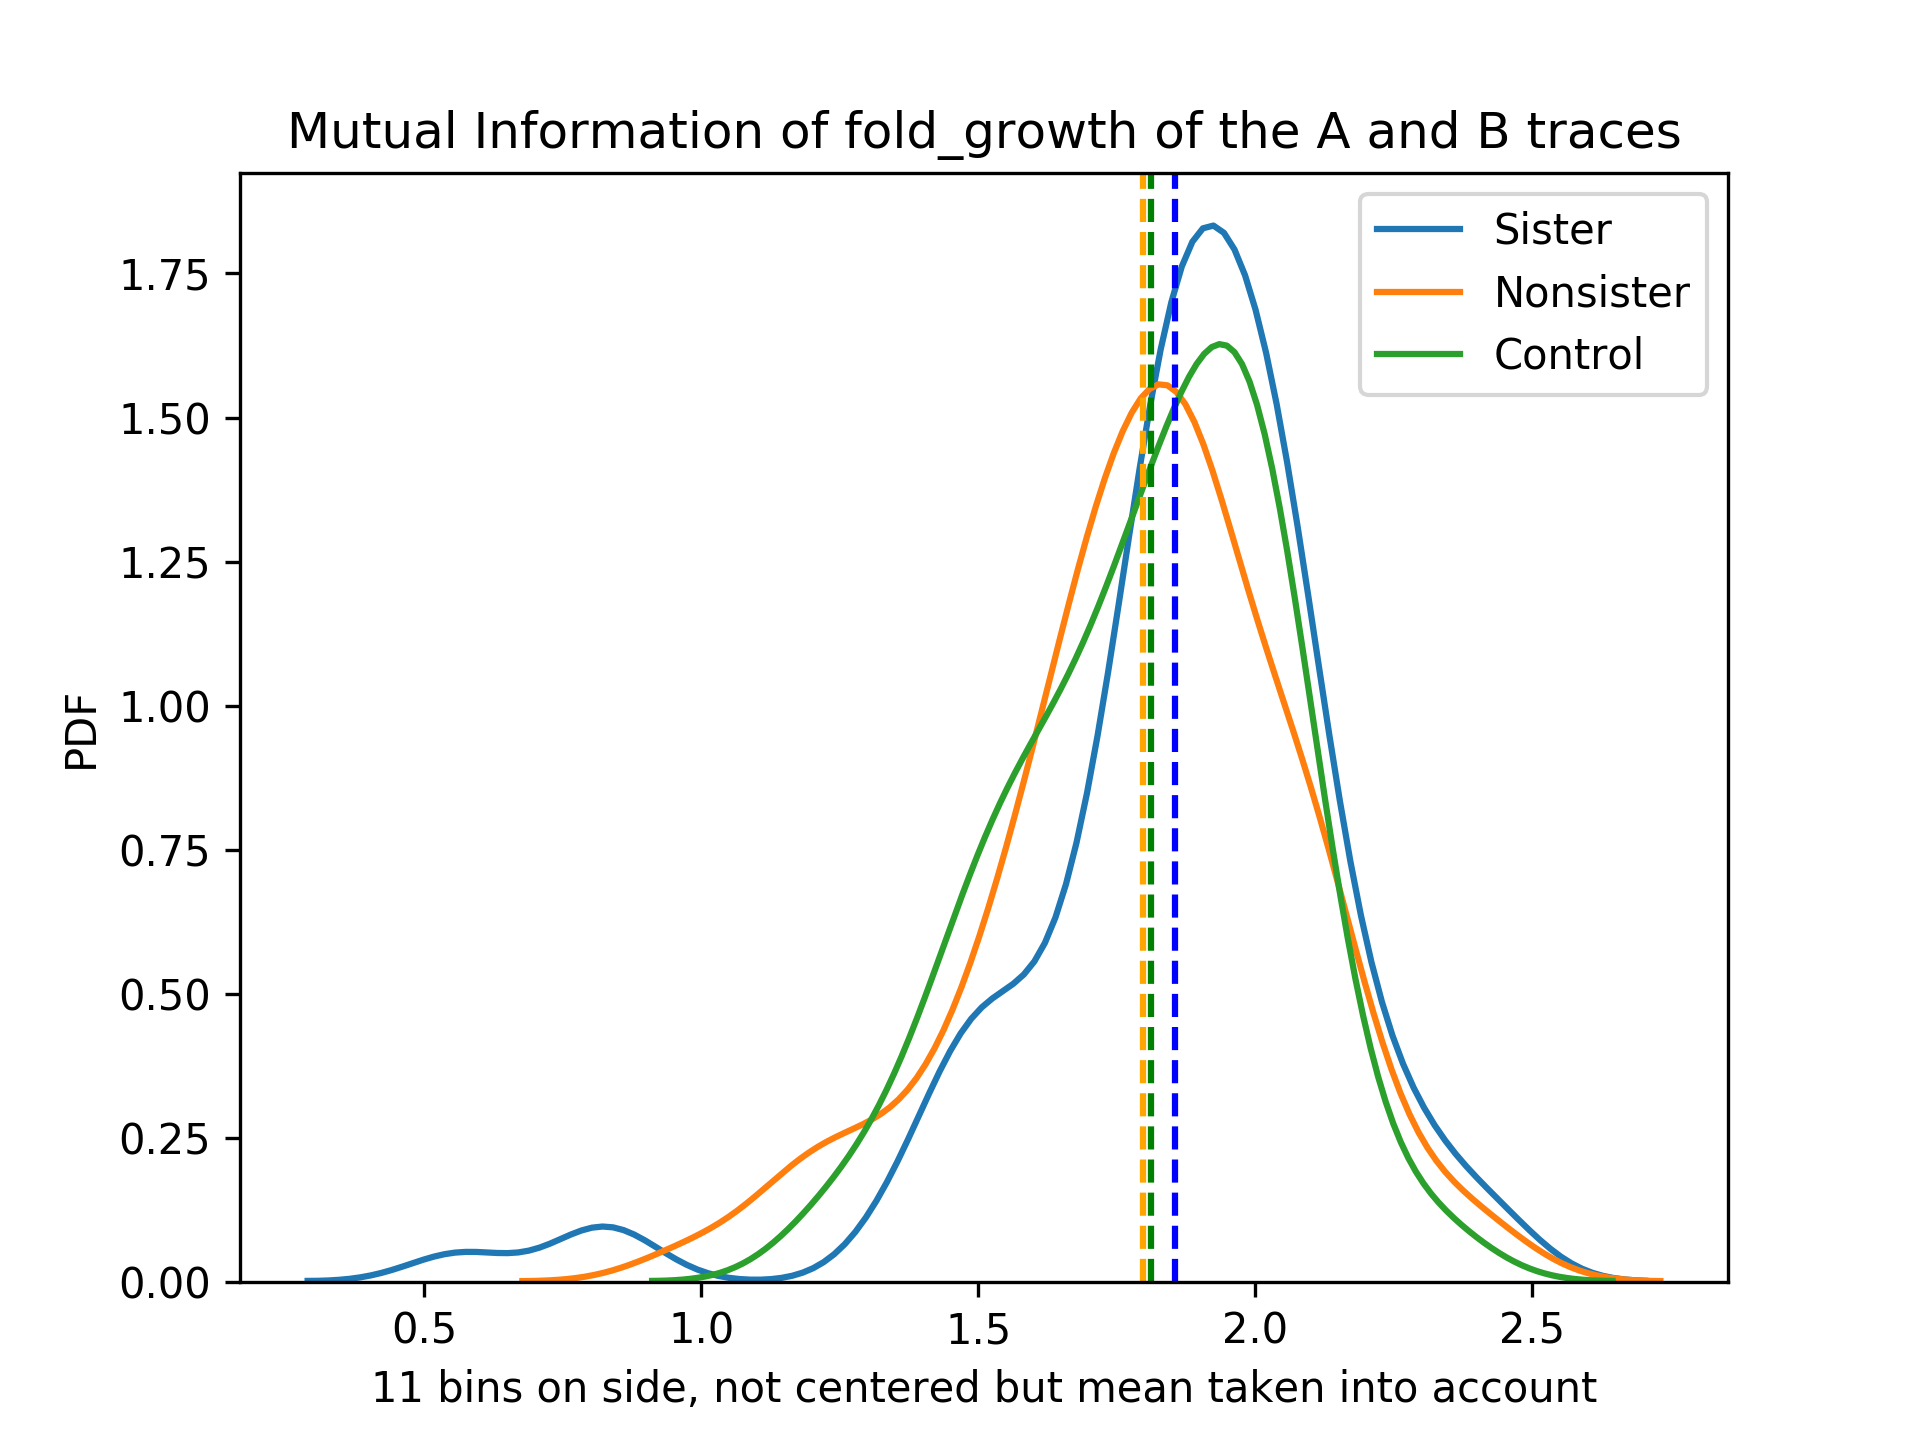 Mutual Information of fold_growth of the A and B traces
Sister
Nonsister
Control
PDF
1.75
1.50
1.25
1.00
0.75
0.50
0.25
0.00
0.5 1.0 1.5 2.0 2.5
11 bins on side, not centered but mean taken into account